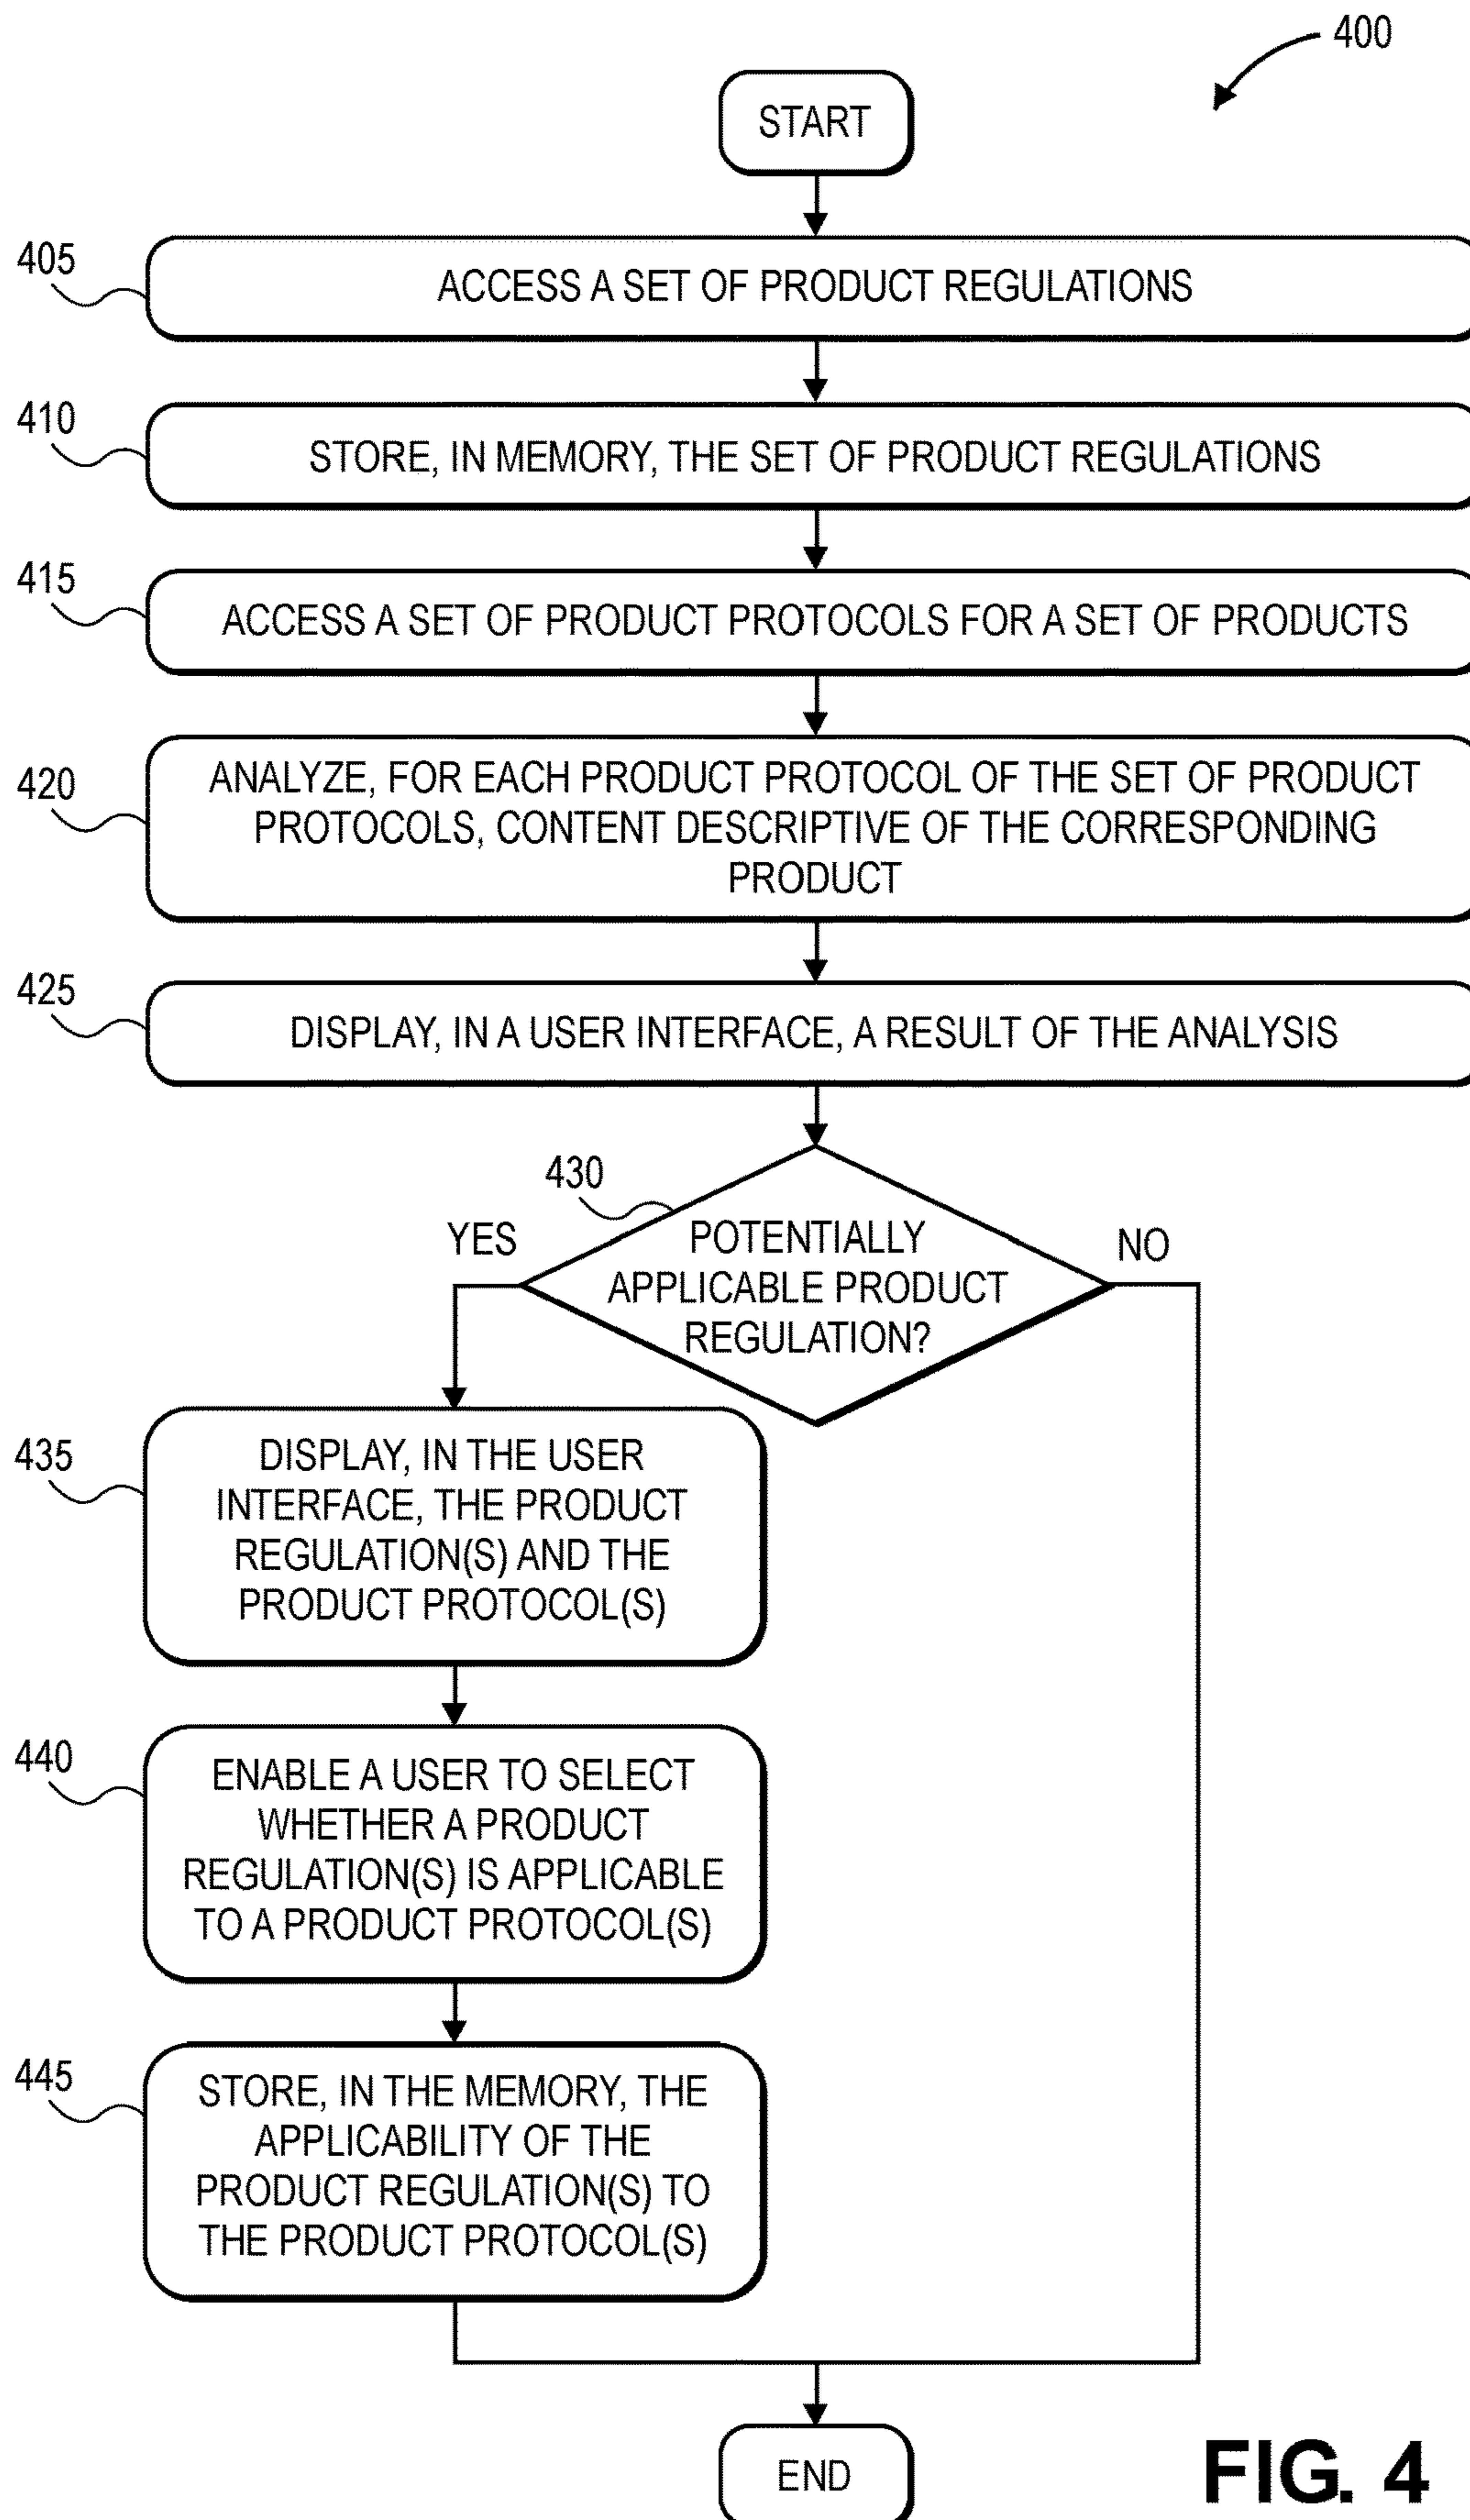 400
START
405
ACCESS A SET OF PRODUCT REGULATIONS
410
STORE, IN MEMORY, THE SET OF PRODUCT REGULATIONS
415
ACCESS A SET OF PRODUCT PROTOCOLS FOR A SET OF PRODUCTS
420
ANALYZE, FOR EACH PRODUCT PROTOCOL OF THE SET OF PRODUCT
PROTOCOLS, CONTENT DESCRIPTIVE OF THE CORRESPONDING
PRODUCT
425
DISPLAY, IN A USER INTERFACE, A RESULT OF THE ANALYSIS
430
YES
POTENTIALLY
APPLICABLE PRODUCT
REGULATION?
NO
435
DISPLAY, IN THE USER
INTERFACE, THE PRODUCT
REGULATION(S) AND THE
PRODUCT PROTOCOL(S)
440
ENABLE A USER TO SELECT
WHETHER A PRODUCT
REGULATION(S) IS APPLICABLE
TO A PRODUCT PROTOCOL(S)
445
STORE, IN THE MEMORY, THE
APPLICABILITY OF THE
PRODUCT REGULATION(S) TO
THE PRODUCT PROTOCOL(S)
END
FIG. 4